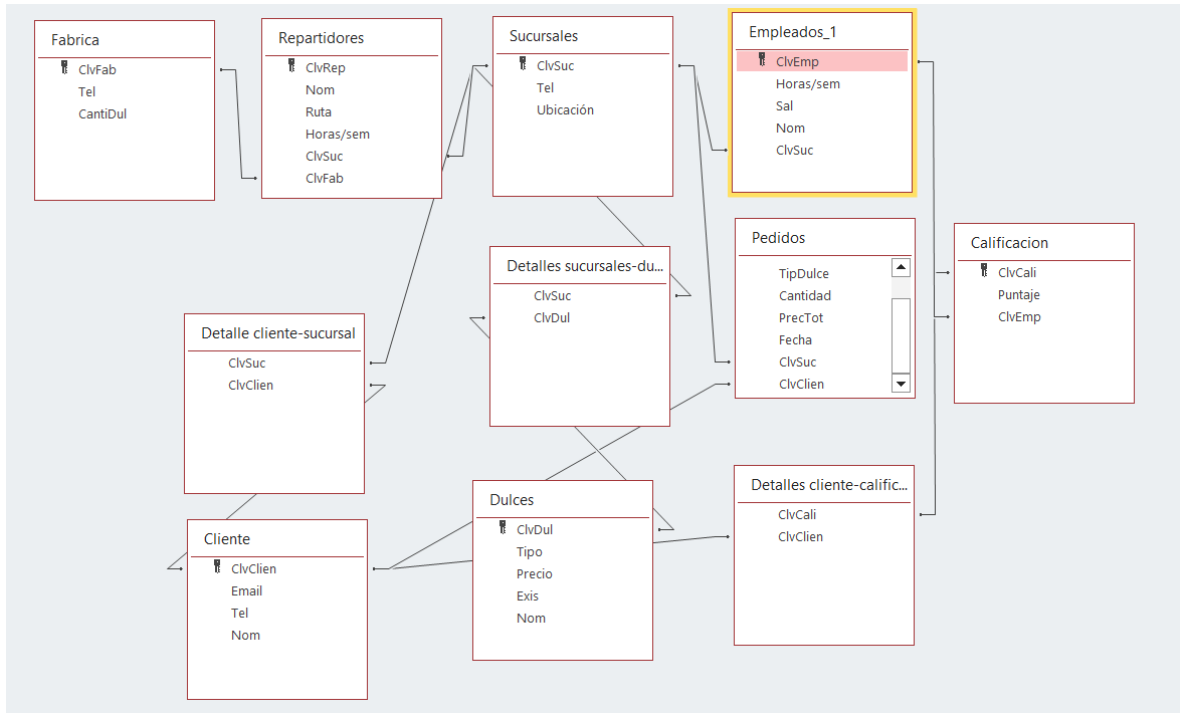 Fabrica
ClvFab
Tel
CantiDul
Repartidores
ClvRep
Nom
Ruta
Horas/sem
ClvSuc
ClvFab
Sucursales
ClvSuc
Tel
Ubicación
Empleados_1
ClvEmp
Horas/sem
Sal
Nom
ClvSuc
Detalles sucursales-du...
ClvSuc
ClvDul
Pedidos
TipDulce
Cantidad
PrecTot
Fecha
ClvSuc
ClvClien
Calificacion
ClvCali
Puntaje
ClvEmp
Detalle cliente-sucursal
ClvSuc
ClvClien
Cliente
ClvClien
Email
Tel
Nom
Dulces
ClvDul
Tipo
Precio
Exis
Nom
Detalles cliente-calific...
ClvCali
ClvClien